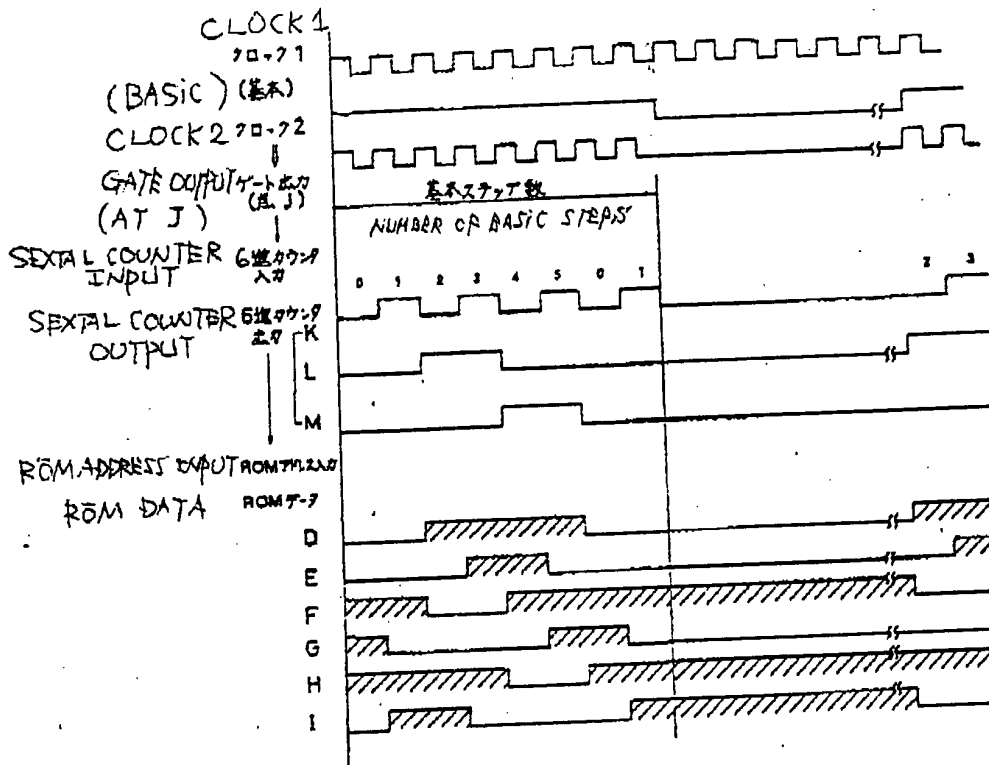 CLOCK 1
クロック1
(BASIC) (基本)
CLOCK 2 クロック2
GATE OUTPUT ゲート出力
(AT J) (点 J)
基本ステップ数
NUMBER OF BASIC STEPS
SEXTAL COUNTER 6進カウンタ
INPUT 入力
0 1 2 3 4 5 0 1 2 3
SEXTAL COUNTER 6進カウンタ
OUTPUT 出力
K
L
M
ROM ADDRESS INPUT ROMアドレス入力
ROM DATA ROMデータ
D
E
F
G
H
I